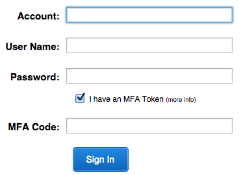 Account:
User Name:
Password:
I have an MFA Token (more info)
MFA Code:
Sign In